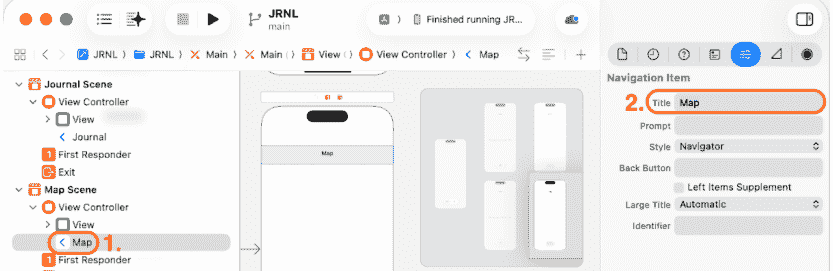 JRNL
main
Finished running JR...
JRNL
JRNL
Main
Main
View
View Controller
Map
Journal Scene
View Controller
View
Journal
First Responder
Exit
Map Scene
View Controller
View
Map
1.
First Responder
Map
Navigation Item
2.
Title
Map
Prompt
Style
Navigator
Back Button
Left Items Supplement
Large Title
Automatic
Identifier